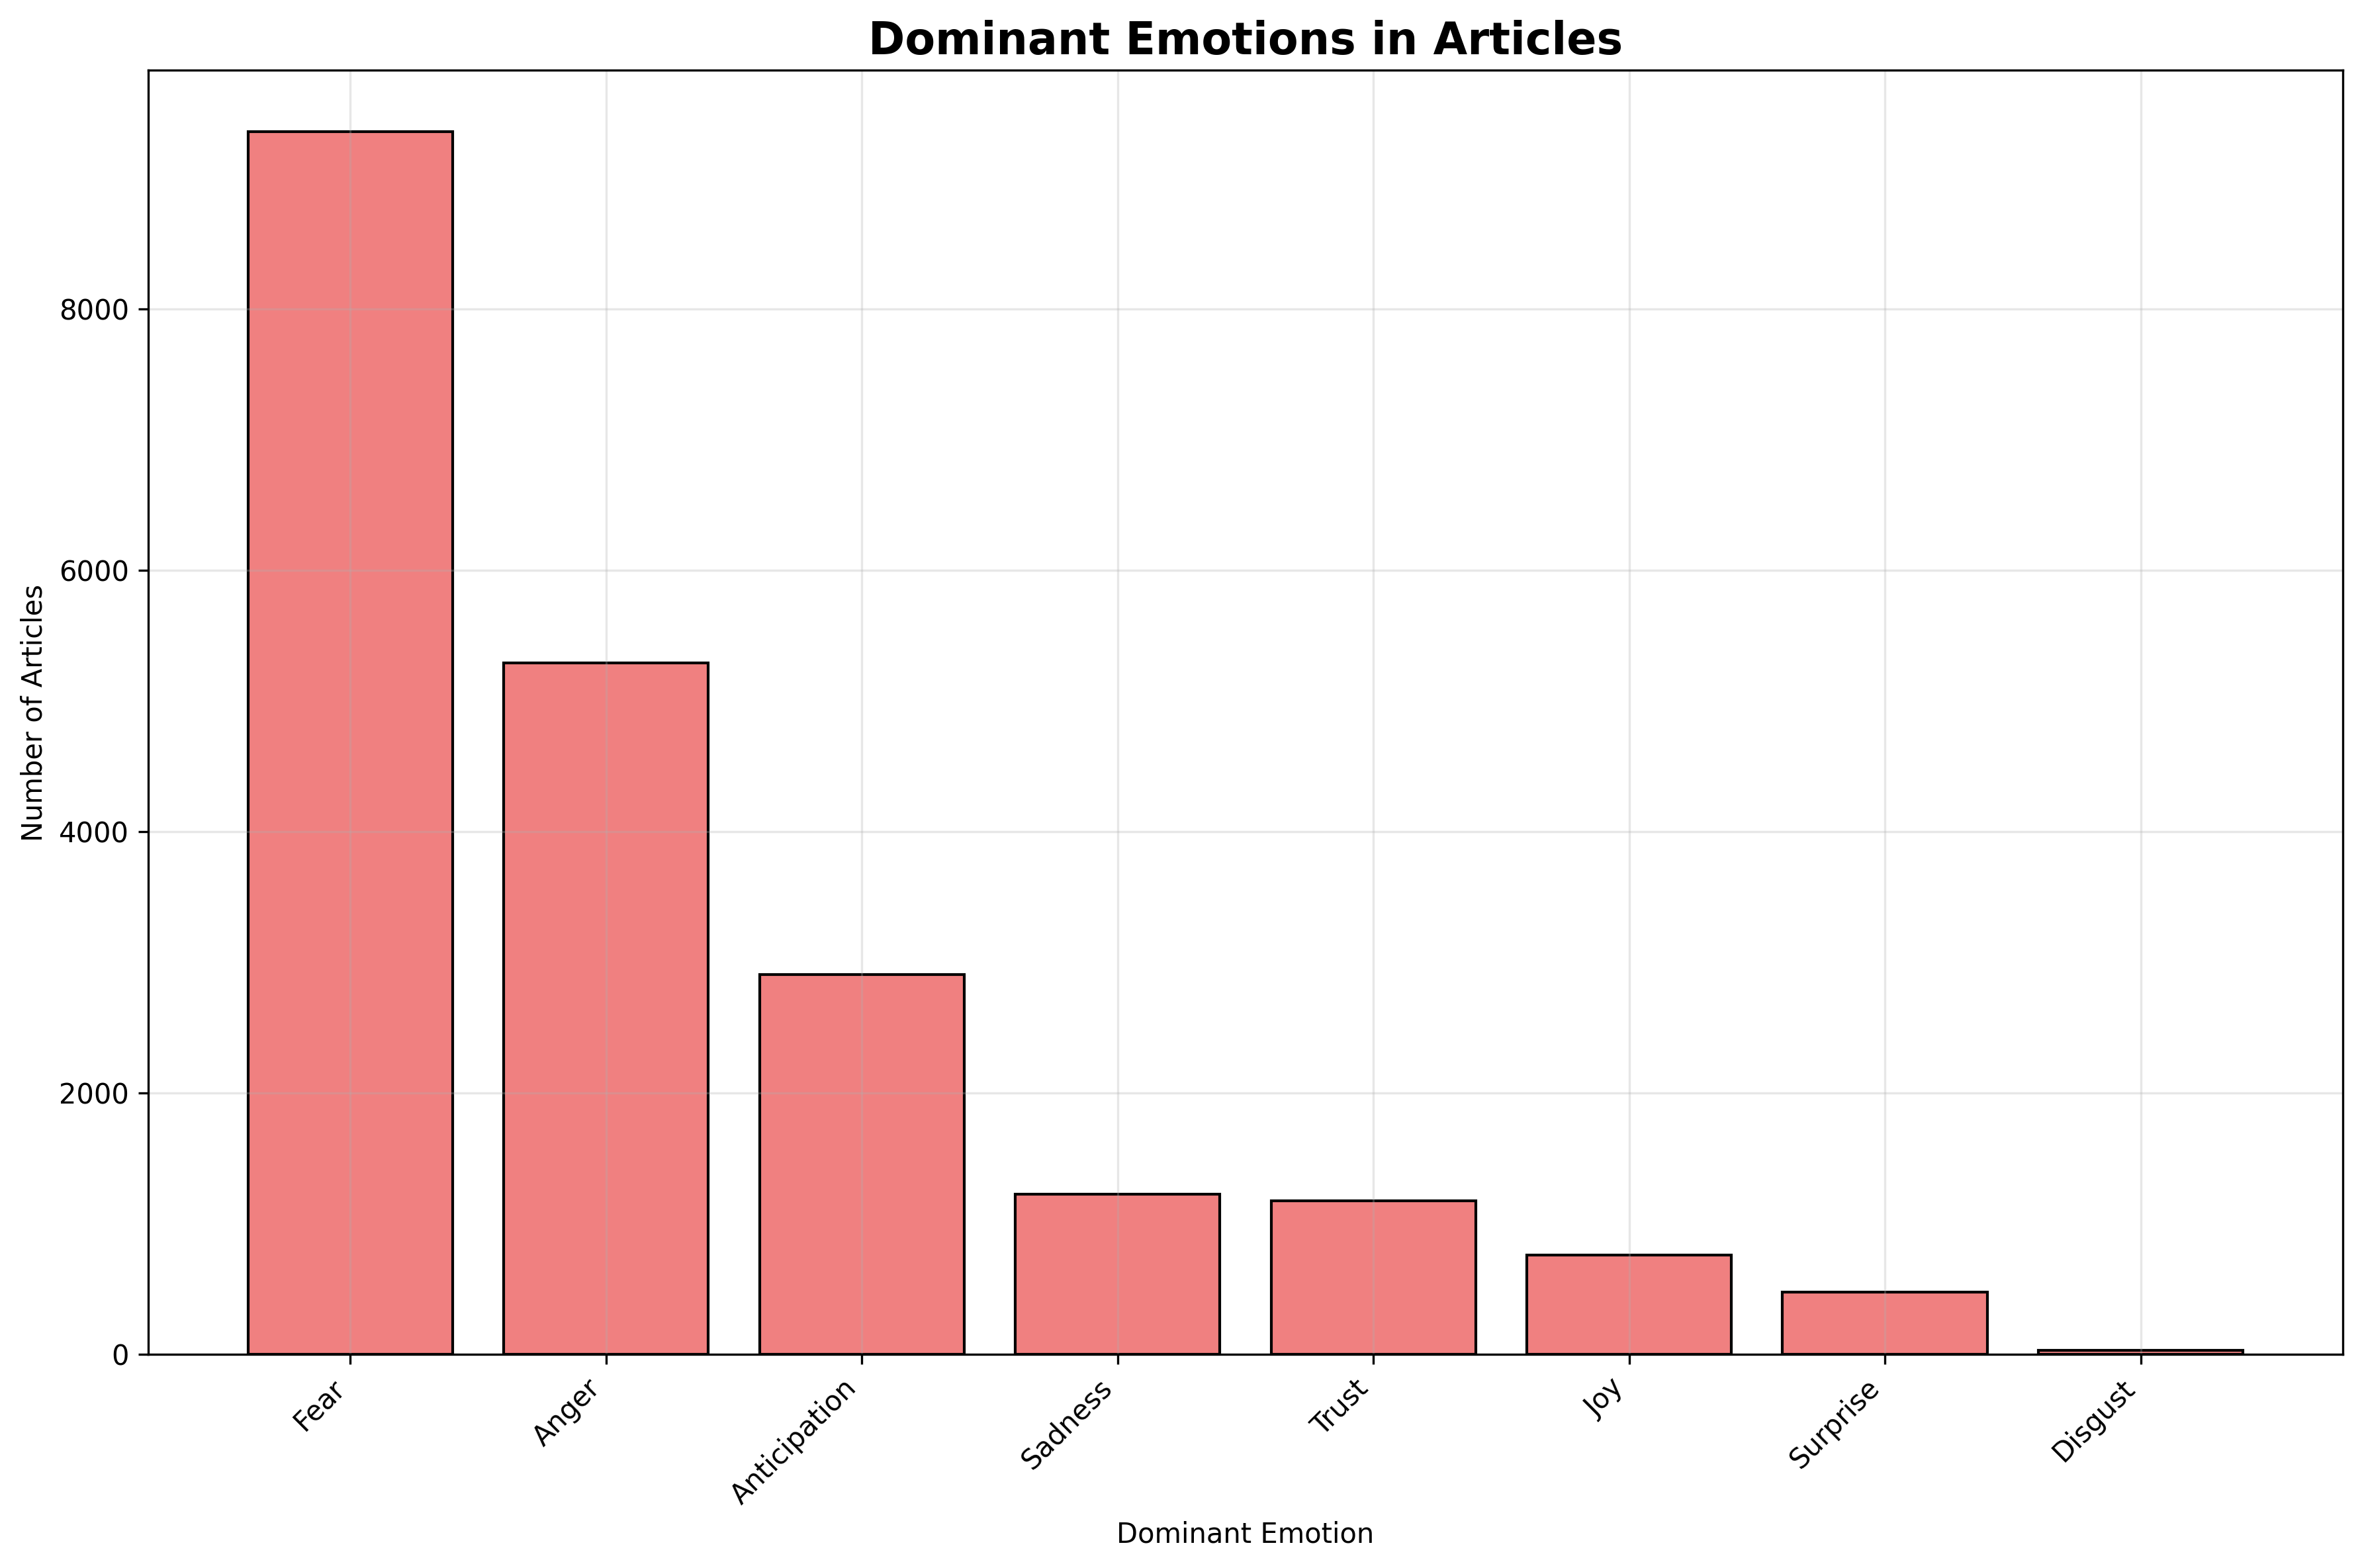 Dominant Emotions in Articles
Number of Articles
8000
6000
4000
2000
0
Fear
Anger
Anticipation
Sadness
Trust
Joy
Surprise
Disgust
Dominant Emotion